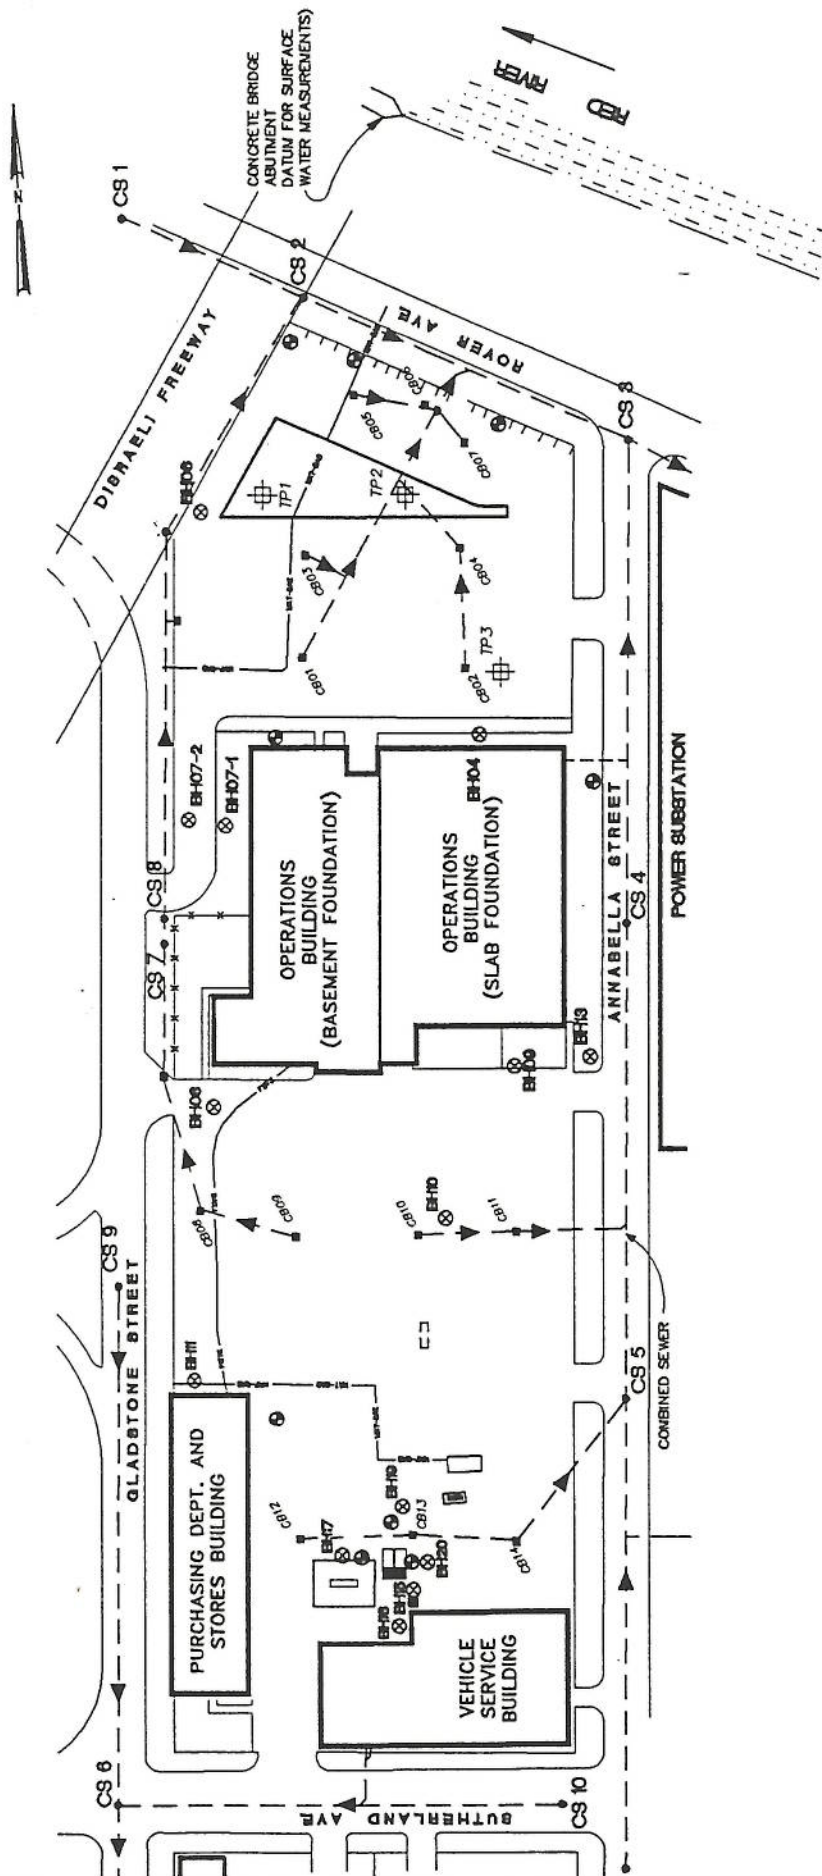 N
CONCRETE BRIDGE
ABUTMENT
DATUM FOR SURFACE
WATER MEASUREMENTS)
RED
RIVER
CS 1
CS 2
CS 3
DISRAELI FREEWAY
ROVER AVE
CB05
CB06
CB07
BH06
TP1
TP2
CB03
CB04
CB01
CB02
TP3
BH07-2
BH07-1
BH04
CS 8
CS 7
OPERATIONS
BUILDING
(BASEMENT FOUNDATION)
OPERATIONS
BUILDING
(SLAB FOUNDATION)
ANNABELLA STREET
CS 4
POWER SUBSTATION
BH13
BH09
BH08
CB08
CB09
CB10
BH10
CB11
CS 9
GLADSTONE STREET
BH11
CS 5
COMBINED SEWER
PURCHASING DEPT. AND
STORES BUILDING
CB12
BH19
CB13
BH17
BH20
CB14
BH15
BH18
VEHICLE
SERVICE
BUILDING
CS 6
SUTHERLAND AVE
CS 10